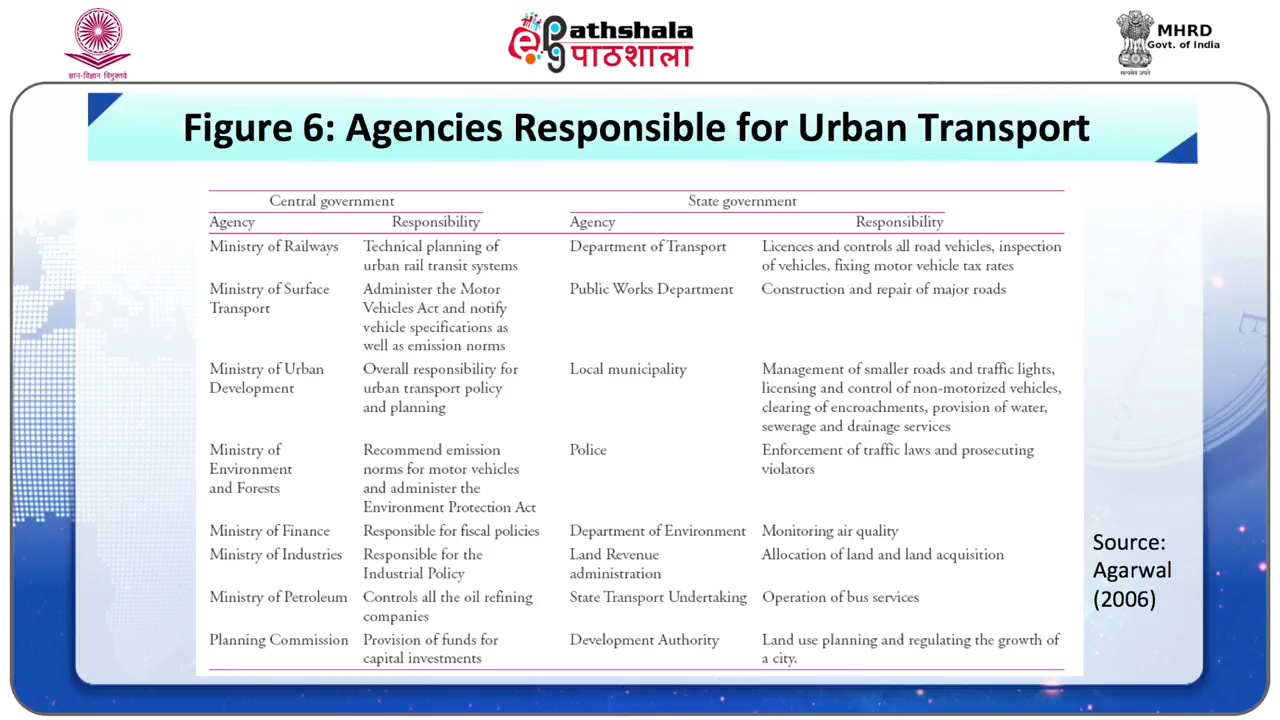 ज्ञान-विज्ञान विमुक्तये
epg Pathshala
पाठशाला
MHRD
Govt. of India
सत्यमेव जयते
Figure 6: Agencies Responsible for Urban Transport
Central government State government
Agency Responsibility Agency Responsibility
Ministry of Railways Technical planning of Department of Transport Licences and controls all road vehicles, inspection
urban rail transit systems of vehicles, fixing motor vehicle tax rates
Ministry of Surface Administer the Motor Public Works Department Construction and repair of major roads
Transport Vehicles Act and notify
vehicle specifications as
well as emission norms
Ministry of Urban Overall responsibility for Local municipality Management of smaller roads and traffic lights,
Development urban transport policy licensing and control of non-motorized vehicles,
and planning clearing of encroachments, provision of water,
sewerage and drainage services
Ministry of Recommend emission Police Enforcement of traffic laws and prosecuting
Environment norms for motor vehicles violators
and Forests and administer the
Environment Protection Act
Ministry of Finance Responsible for fiscal policies Department of Environment Monitoring air quality
Ministry of Industries Responsible for the Land Revenue Allocation of land and land acquisition
Industrial Policy administration
Ministry of Petroleum Controls all the oil refining State Transport Undertaking Operation of bus services
companies
Planning Commission Provision of funds for Development Authority Land use planning and regulating the growth of
capital investments a city.
Source:
Agarwal
(2006)